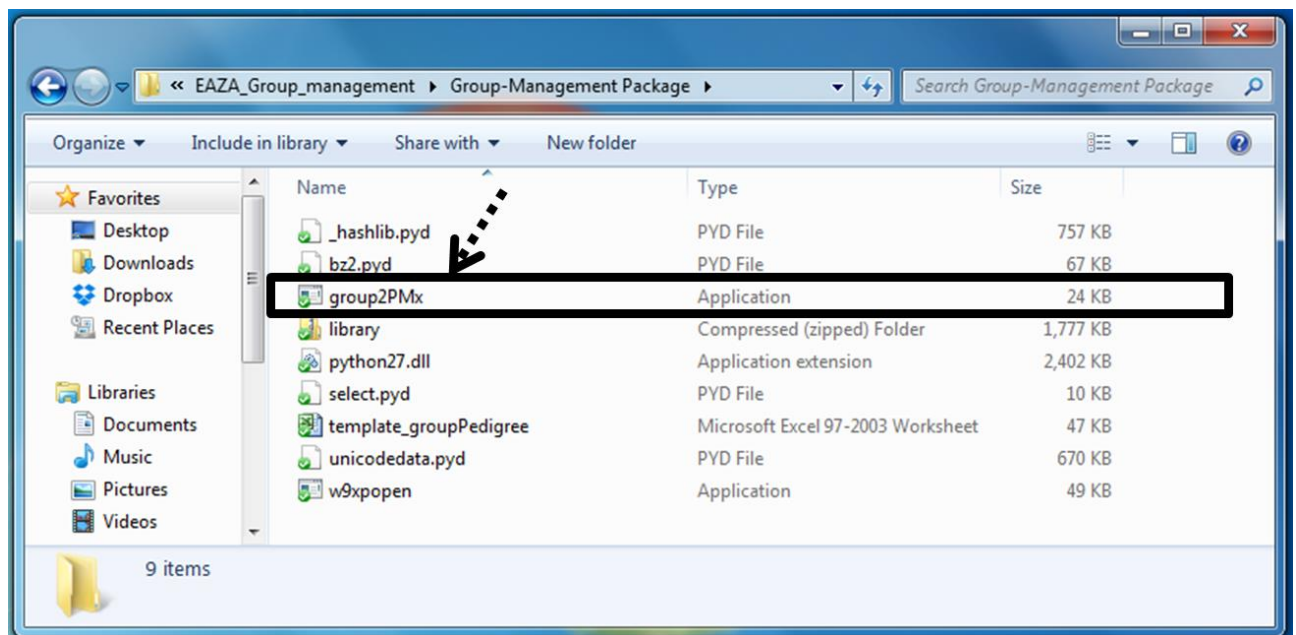 « EAZA_Group_management Group-Management Package Search Group-Management Package
Organize Include in library Share with New folder
Favorites
Desktop
Downloads
Dropbox
Recent Places
Libraries
Documents
Music
Pictures
Videos
Name Type Size
_hashlib.pyd PYD File 757 KB
bz2.pyd PYD File 67 KB
group2PMx Application 24 KB
library Compressed (zipped) Folder 1,777 KB
python27.dll Application extension 2,402 KB
select.pyd PYD File 10 KB
template_groupPedigree Microsoft Excel 97-2003 Worksheet 47 KB
unicodedata.pyd PYD File 670 KB
w9xpopen Application 49 KB
9 items